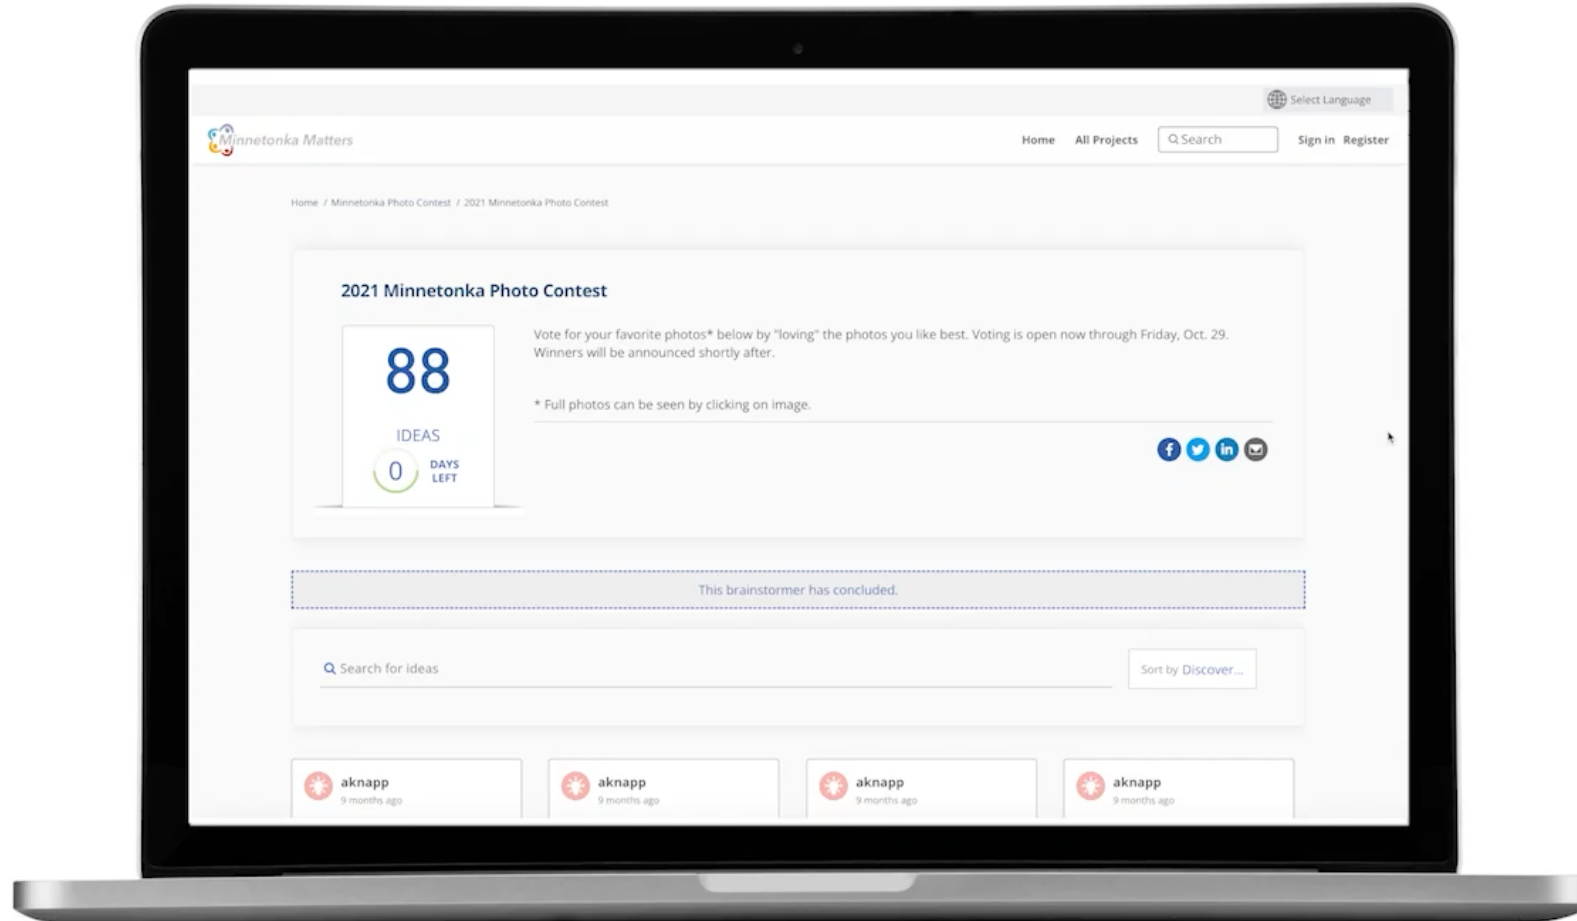 Select Language
Minnetonka Matters
Home All Projects Search Sign in Register
Home / Minnetonka Photo Contest / 2021 Minnetonka Photo Contest
2021 Minnetonka Photo Contest
88
IDEAS
0 DAYS LEFT
Vote for your favorite photos* below by "loving" the photos you like best. Voting is open now through Friday, Oct. 29.
Winners will be announced shortly after.
* Full photos can be seen by clicking on image.
This brainstormer has concluded.
Search for ideas
Sort by Discover...
aknapp
9 months ago
aknapp
9 months ago
aknapp
9 months ago
aknapp
9 months ago